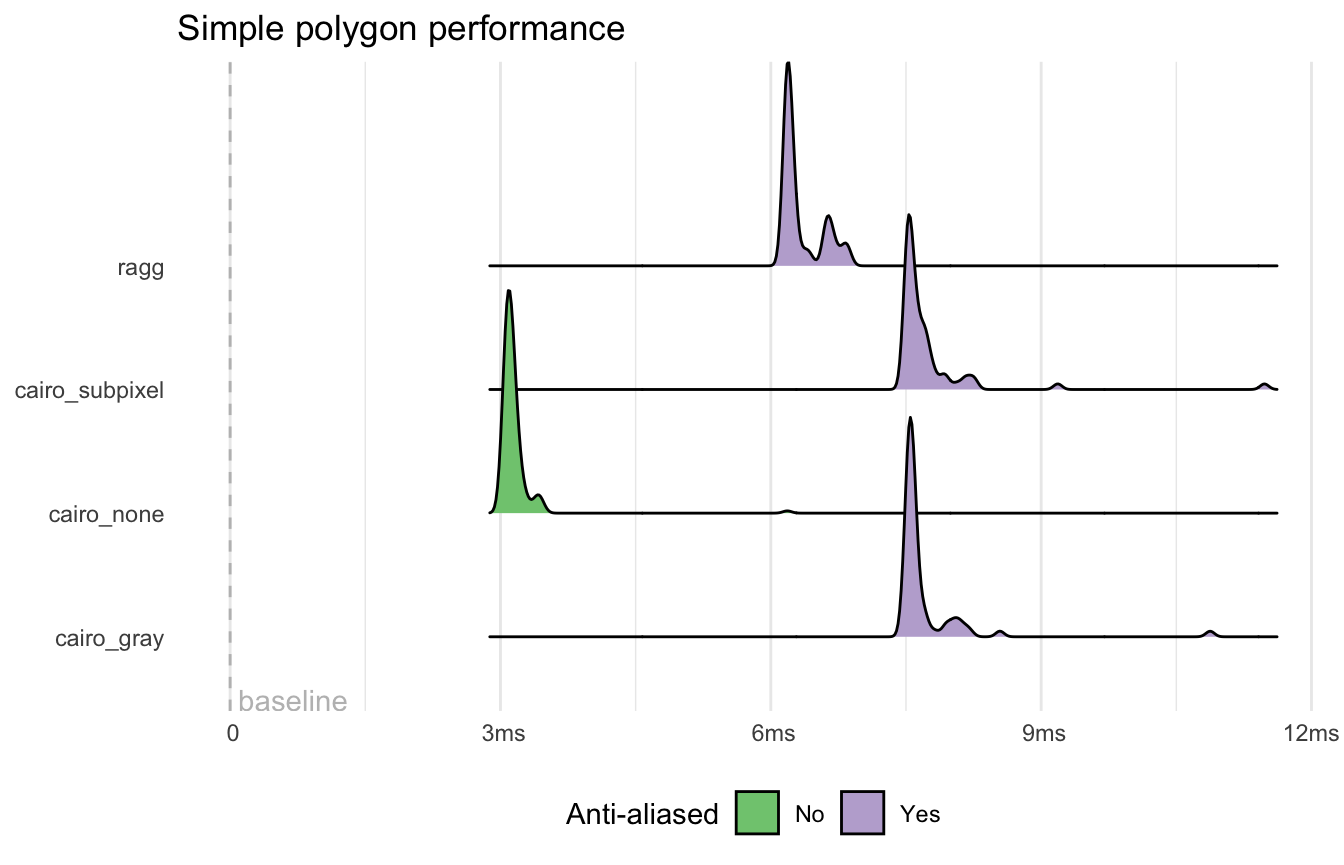 Simple polygon performance
ragg
cairo_subpixel
cairo_none
cairo_gray
baseline
0 3ms 6ms 9ms 12ms
Anti-aliased No Yes